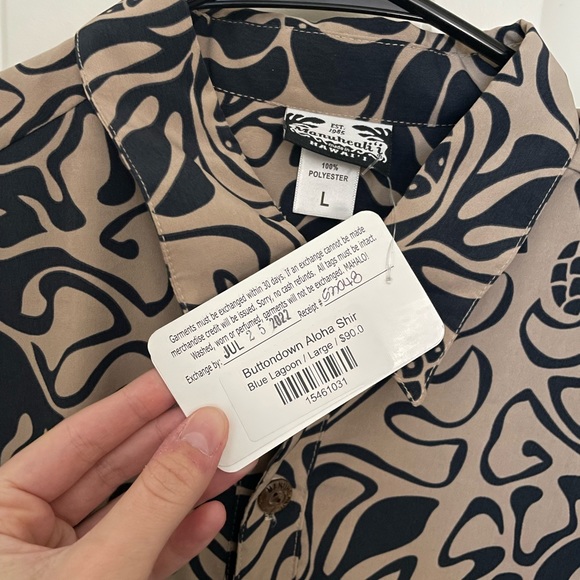 EST.
1985
Manuheali'i
HAWAI'I
100%
POLYESTER
L
Garments must be exchanged within 30 days. If an exchange cannot be made
merchandise credit will be issued. Sorry, no cash refunds. All tags must be intact.
Washed, worn or perfumed, garments will not be exchanged. MAHALO!
Exchange by: JUL 25 2022 Receipt #
Buttondown Aloha Shir
Blue Lagoon / Large / $90.0
15461031